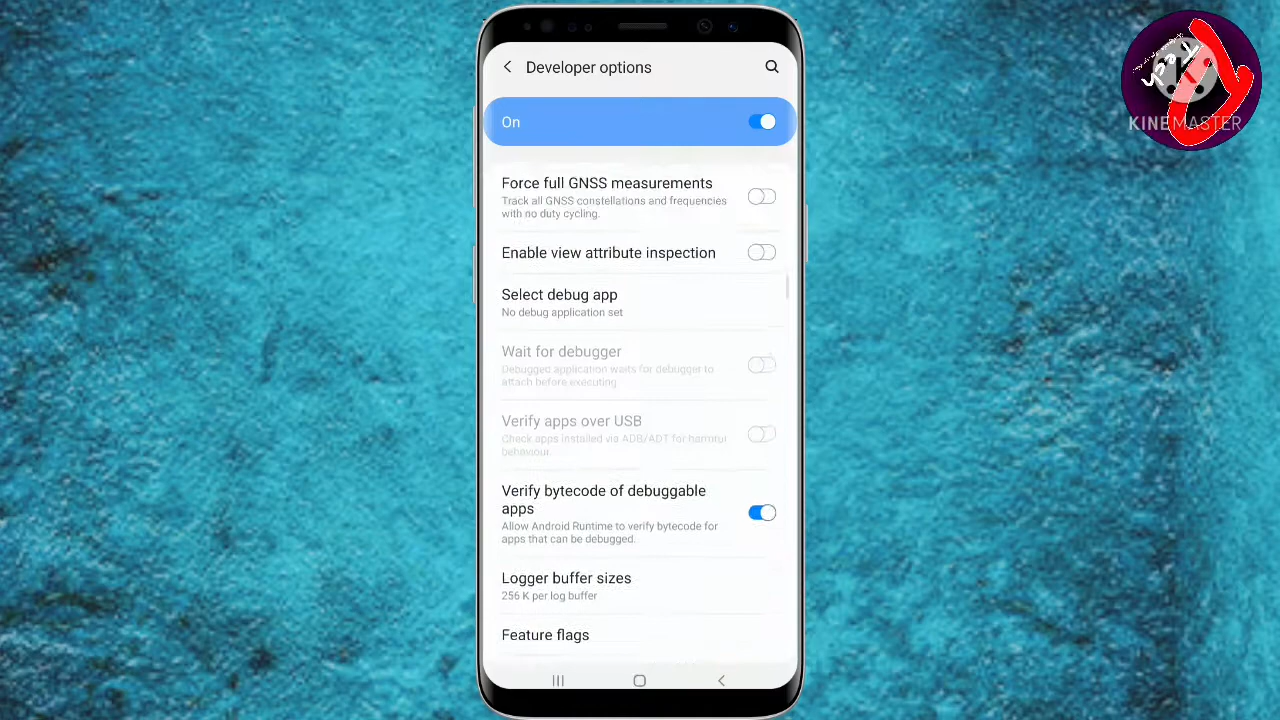 Developer options
On
Force full GNSS measurements
Track all GNSS constellations and frequencies
with no duty cycling.
Enable view attribute inspection
Select debug app
No debug application set
Wait for debugger
Debugged application waits for debugger to
attach before executing
Verify apps over USB
Check apps installed via ADB/ADT for harmful
behaviour.
Verify bytecode of debuggable
apps
Allow Android Runtime to verify bytecode for
apps that can be debugged.
Logger buffer sizes
256 K per log buffer
Feature flags
K
KINEMASTER